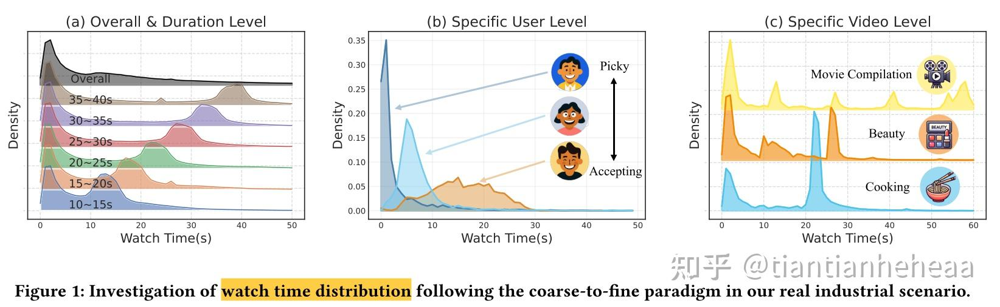 (a) Overall & Duration Level
Density
Overall
35~40s
30~35s
25~30s
20~25s
15~20s
10~15s
0 10 20 30 40 50
Watch Time(s)
(b) Specific User Level
Density
0.35
0.30
0.25
0.20
0.15
0.10
0.05
0.00
Picky
Accepting
0 10 20 30 40 50
Watch Time(s)
(c) Specific Video Level
Density
Movie Compilation
BEAUTY
Beauty
Cooking
0 10 20 30 40 50 60
Watch Time(s)
知乎 @tiantianheheaa
Figure 1: Investigation of watch time distribution following the coarse-to-fine paradigm in our real industrial scenario.